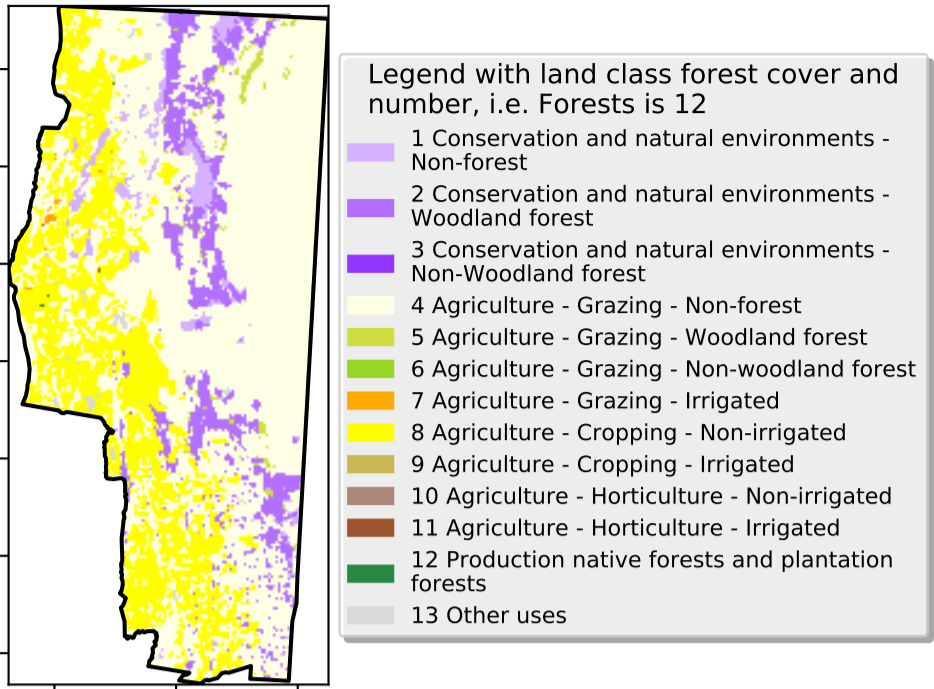 Legend with land class forest cover and
number, i.e. Forests is 12
1 Conservation and natural environments -
Non-forest
2 Conservation and natural environments -
Woodland forest
3 Conservation and natural environments -
Non-Woodland forest
4 Agriculture - Grazing - Non-forest
5 Agriculture - Grazing - Woodland forest
6 Agriculture - Grazing - Non-woodland forest
7 Agriculture - Grazing - Irrigated
8 Agriculture - Cropping - Non-irrigated
9 Agriculture - Cropping - Irrigated
10 Agriculture - Horticulture - Non-irrigated
11 Agriculture - Horticulture - Irrigated
12 Production native forests and plantation
forests
13 Other uses